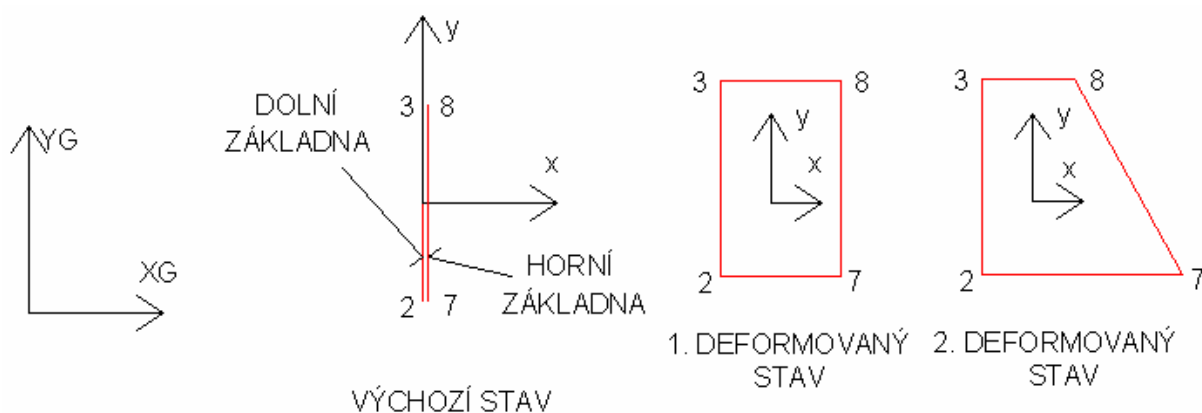 YG
XG
DOLNÍ
ZÁKLADNA
y
x
3 8
2 7
HORNÍ
ZÁKLADNA
VÝCHOZÍ STAV
3 8
y
x
2 7
1. DEFORMOVANÝ
STAV
3 8
y
x
2 7
2. DEFORMOVANÝ
STAV